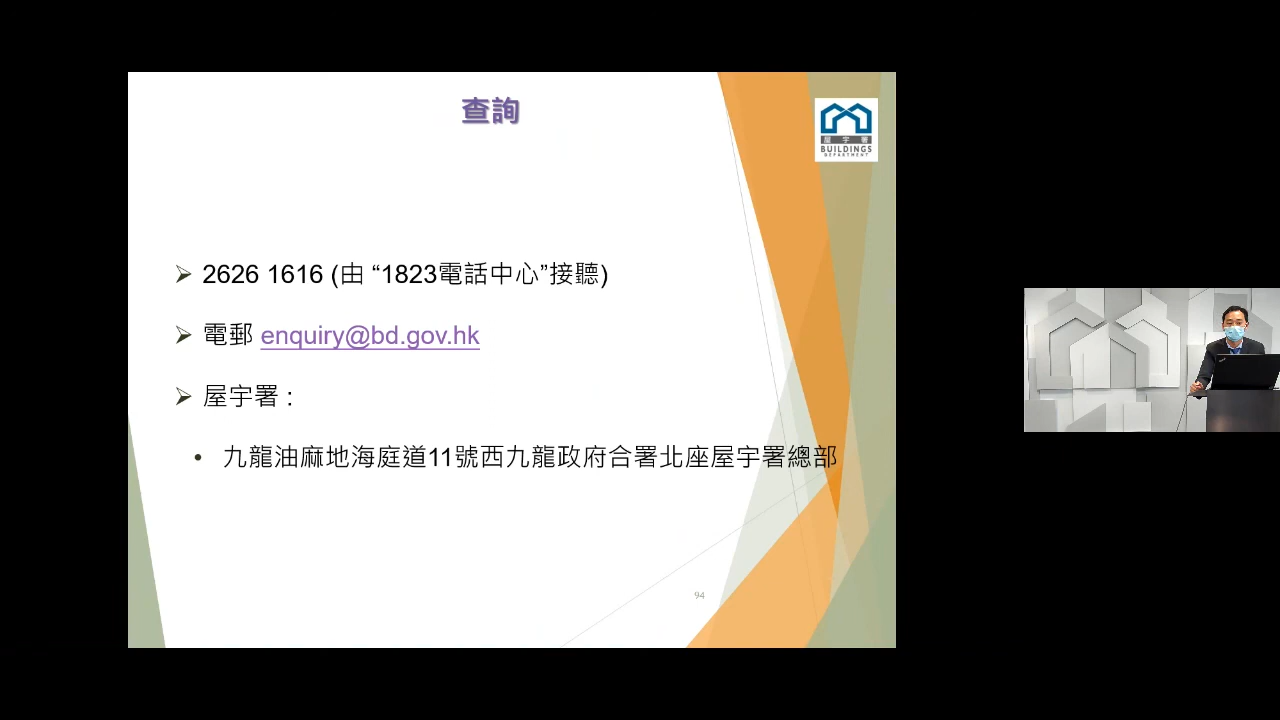 查詢
屋宇署
BUILDINGS
DEPARTMENT
2626 1616 (由 “1823電話中心”接聽)
電郵 enquiry@bd.gov.hk
屋宇署 :
• 九龍油麻地海庭道11號西九龍政府合署北座屋宇署總部
94